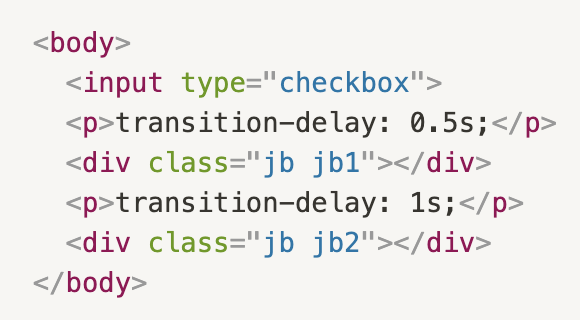 <body>
  <input type="checkbox">
  <p>transition-delay: 0.5s;</p>
  <div class="jb jb1"></div>
  <p>transition-delay: 1s;</p>
  <div class="jb jb2"></div>
</body>